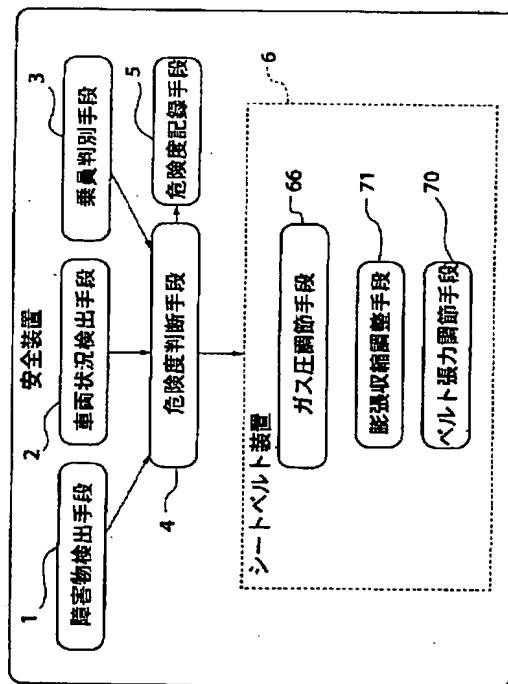 安全装置
1
障害物検出手段
2
車両状況検出手段
3
乗員判別手段
4
危険度判断手段
5
危険度記録手段
6
シートベルト装置
66
ガス圧調節手段
71
膨張収縮調整手段
70
ベルト張力調節手段